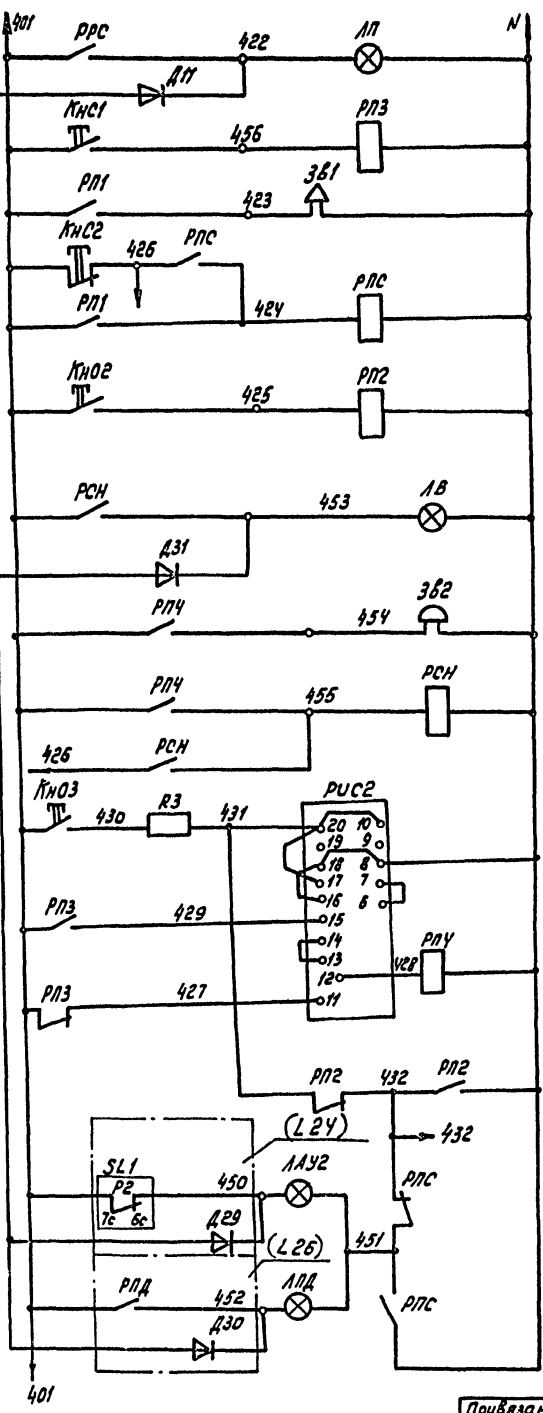 401 N
РРС 422 ЛП
Д11
КнС1 456 РП3
РП1 423 Зв1
КнС2 426 РПС
РП1 424 РПС
КнО2 425 РП2
РСН 453 ЛВ
Д31
РП4 454 Зв2
РП4 455 РСН
426 РСН
КнО3 430 R3 431 РИС2
20 10
19 9
18 8
17 7
16 6
РП3 429 15
14
13
12 428 РПУ
РП3 427 11
РП2 432 РП2
(L24) 432
SL1
Р2 450 ЛАУ2 РПС
7с 6с
Д29 (L26) 451
РПД 452 ЛПД РПС
Д30
401
Привязан